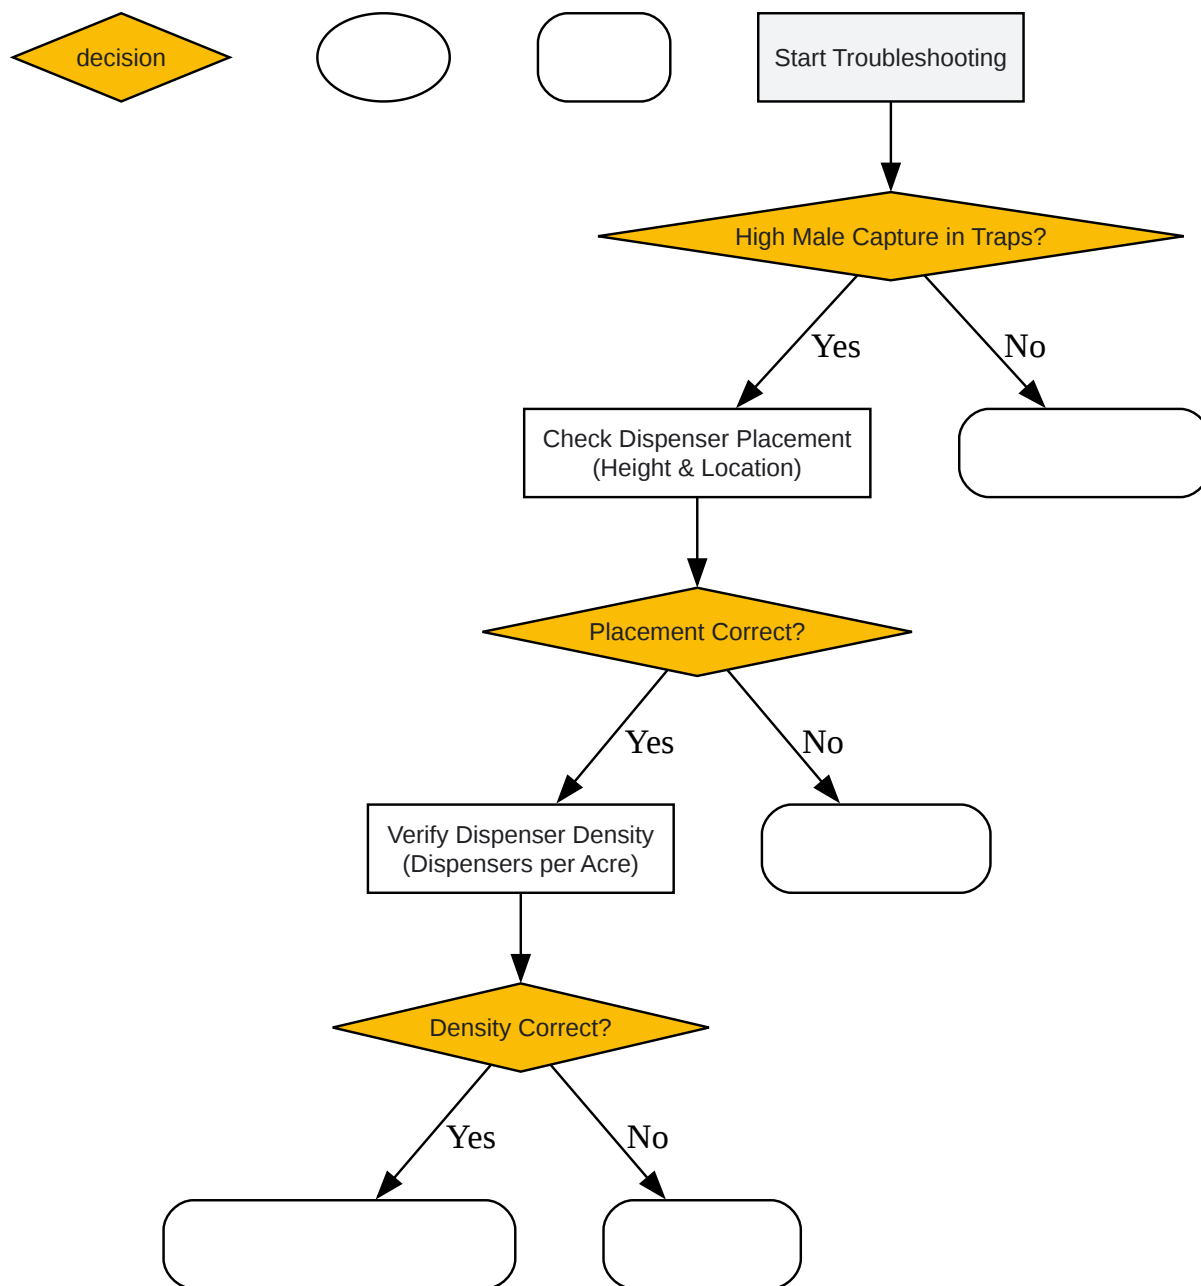 decision
Start Troubleshooting
High Male Capture in Traps?
Yes
No
Check Dispenser Placement
(Height & Location)
Placement Correct?
Yes
No
Verify Dispenser Density
(Dispensers per Acre)
Density Correct?
Yes
No